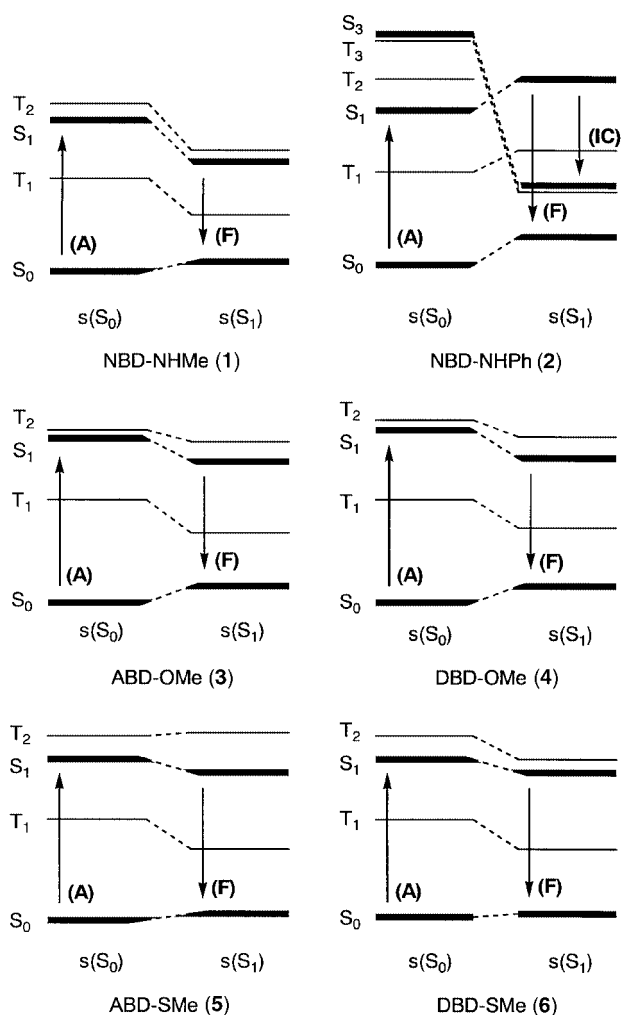 T₂
S₁
T₁
S₀
(A)
(F)
s(S₀) s(S₁)
NBD-NHMe (1)
S₃
T₃
T₂
S₁
T₁
S₀
(A)
(F)
(IC)
s(S₀) s(S₁)
NBD-NHPh (2)
T₂
S₁
T₁
S₀
(A)
(F)
s(S₀) s(S₁)
ABD-OMe (3)
T₂
S₁
T₁
S₀
(A)
(F)
s(S₀) s(S₁)
DBD-OMe (4)
T₂
S₁
T₁
S₀
(A)
(F)
s(S₀) s(S₁)
ABD-SMe (5)
T₂
S₁
T₁
S₀
(A)
(F)
s(S₀) s(S₁)
DBD-SMe (6)